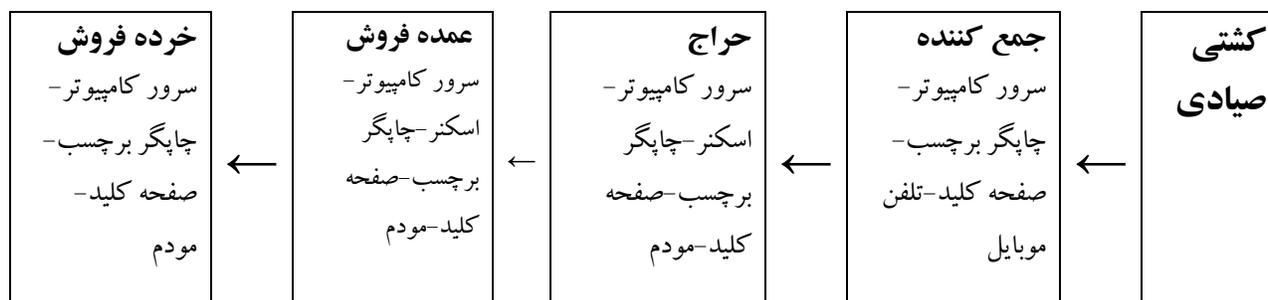 کشتی
صیادی
جمع کننده
سرور کامپیوتر-
چاپگر برچسب-
صفحه کلید-تلفن
موبایل
حراج
سرور کامپیوتر-
اسکنر-چاپگر
برچسب-صفحه
کلید-مودم
عمده فروش
سرور کامپیوتر-
اسکنر-چاپگر
برچسب-صفحه
کلید-مودم
خرده فروش
سرور کامپیوتر-
چاپگر برچسب-
صفحه کلید-
مودم